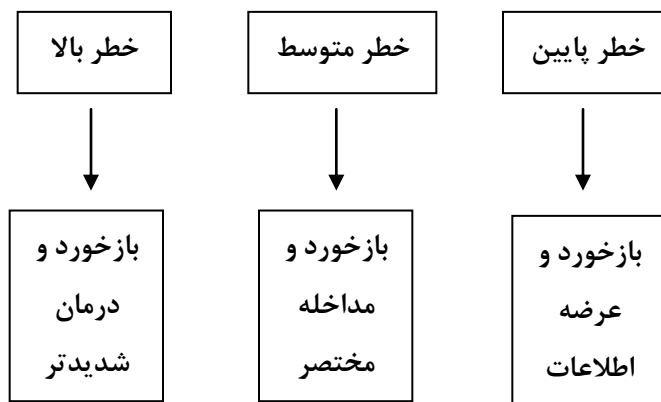 خطر پایین
خطر متوسط
خطر بالا
بازخورد و
عرضه
اطلاعات
بازخورد و
مداخله
مختصر
بازخورد و
درمان
شدیدتر